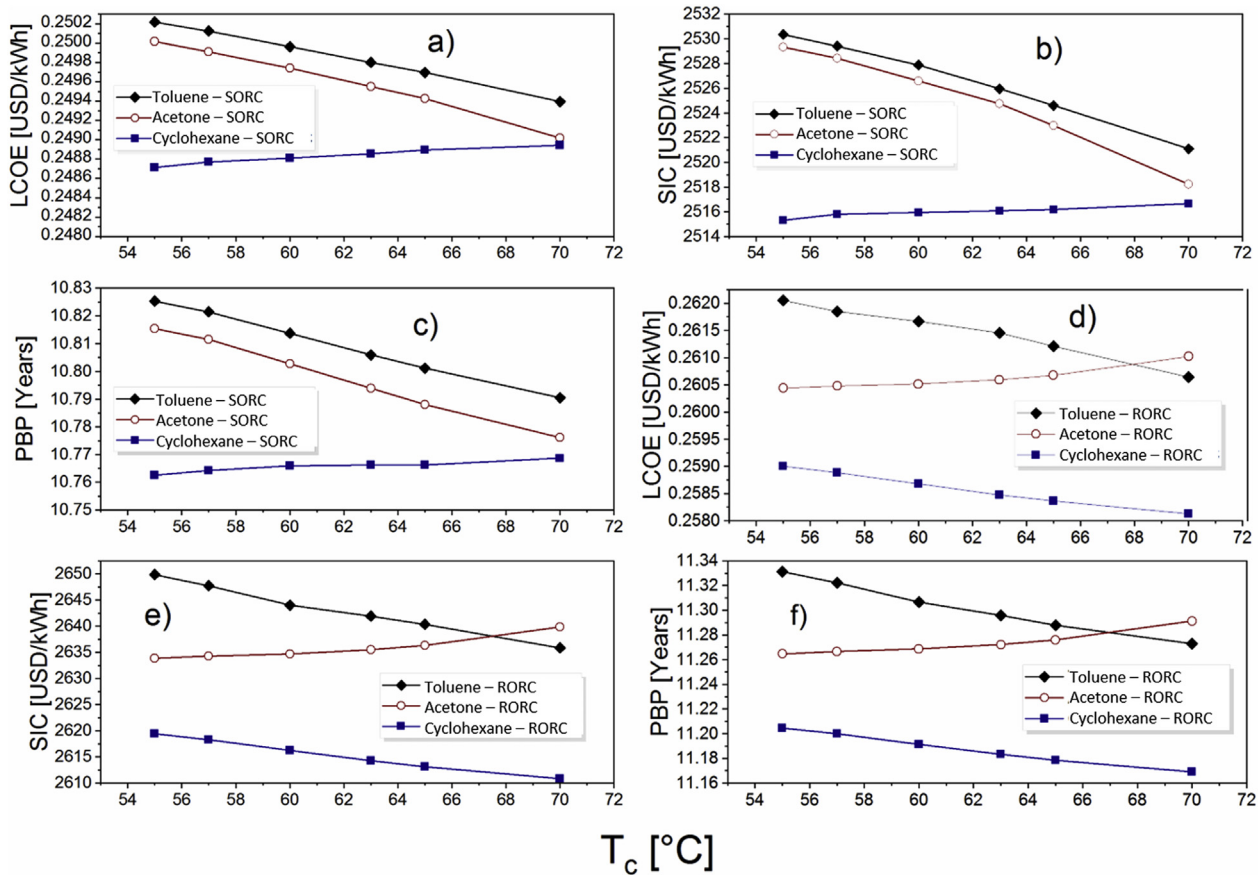 a)
LCOE [USD/kWh]
0.2502
0.2500
0.2498
0.2496
0.2494
0.2492
0.2490
0.2488
0.2486
0.2484
0.2482
0.2480
Toluene – SORC
Acetone – SORC
Cyclohexane – SORC
54 56 58 60 62 64 66 68 70 72
b)
SIC [USD/kWh]
2532
2530
2528
2526
2524
2522
2520
2518
2516
2514
Toluene – SORC
Acetone – SORC
Cyclohexane – SORC
54 56 58 60 62 64 66 68 70 72
c)
PBP [Years]
10.83
10.82
10.81
10.80
10.79
10.78
10.77
10.76
10.75
Toluene – SORC
Acetone – SORC
Cyclohexane – SORC
54 56 58 60 62 64 66 68 70 72
d)
LCOE [USD/kWh]
0.2620
0.2615
0.2610
0.2605
0.2600
0.2595
0.2590
0.2585
0.2580
Toluene – RORC
Acetone – RORC
Cyclohexane – RORC
54 56 58 60 62 64 66 68 70 72
e)
SIC [USD/kWh]
2650
2645
2640
2635
2630
2625
2620
2615
2610
Toluene – RORC
Acetone – RORC
Cyclohexane – RORC
54 56 58 60 62 64 66 68 70 72
f)
PBP [Years]
11.34
11.32
11.30
11.28
11.26
11.24
11.22
11.20
11.18
11.16
Toluene – RORC
Acetone – RORC
Cyclohexane – RORC
54 56 58 60 62 64 66 68 70 72
T_c [°C]